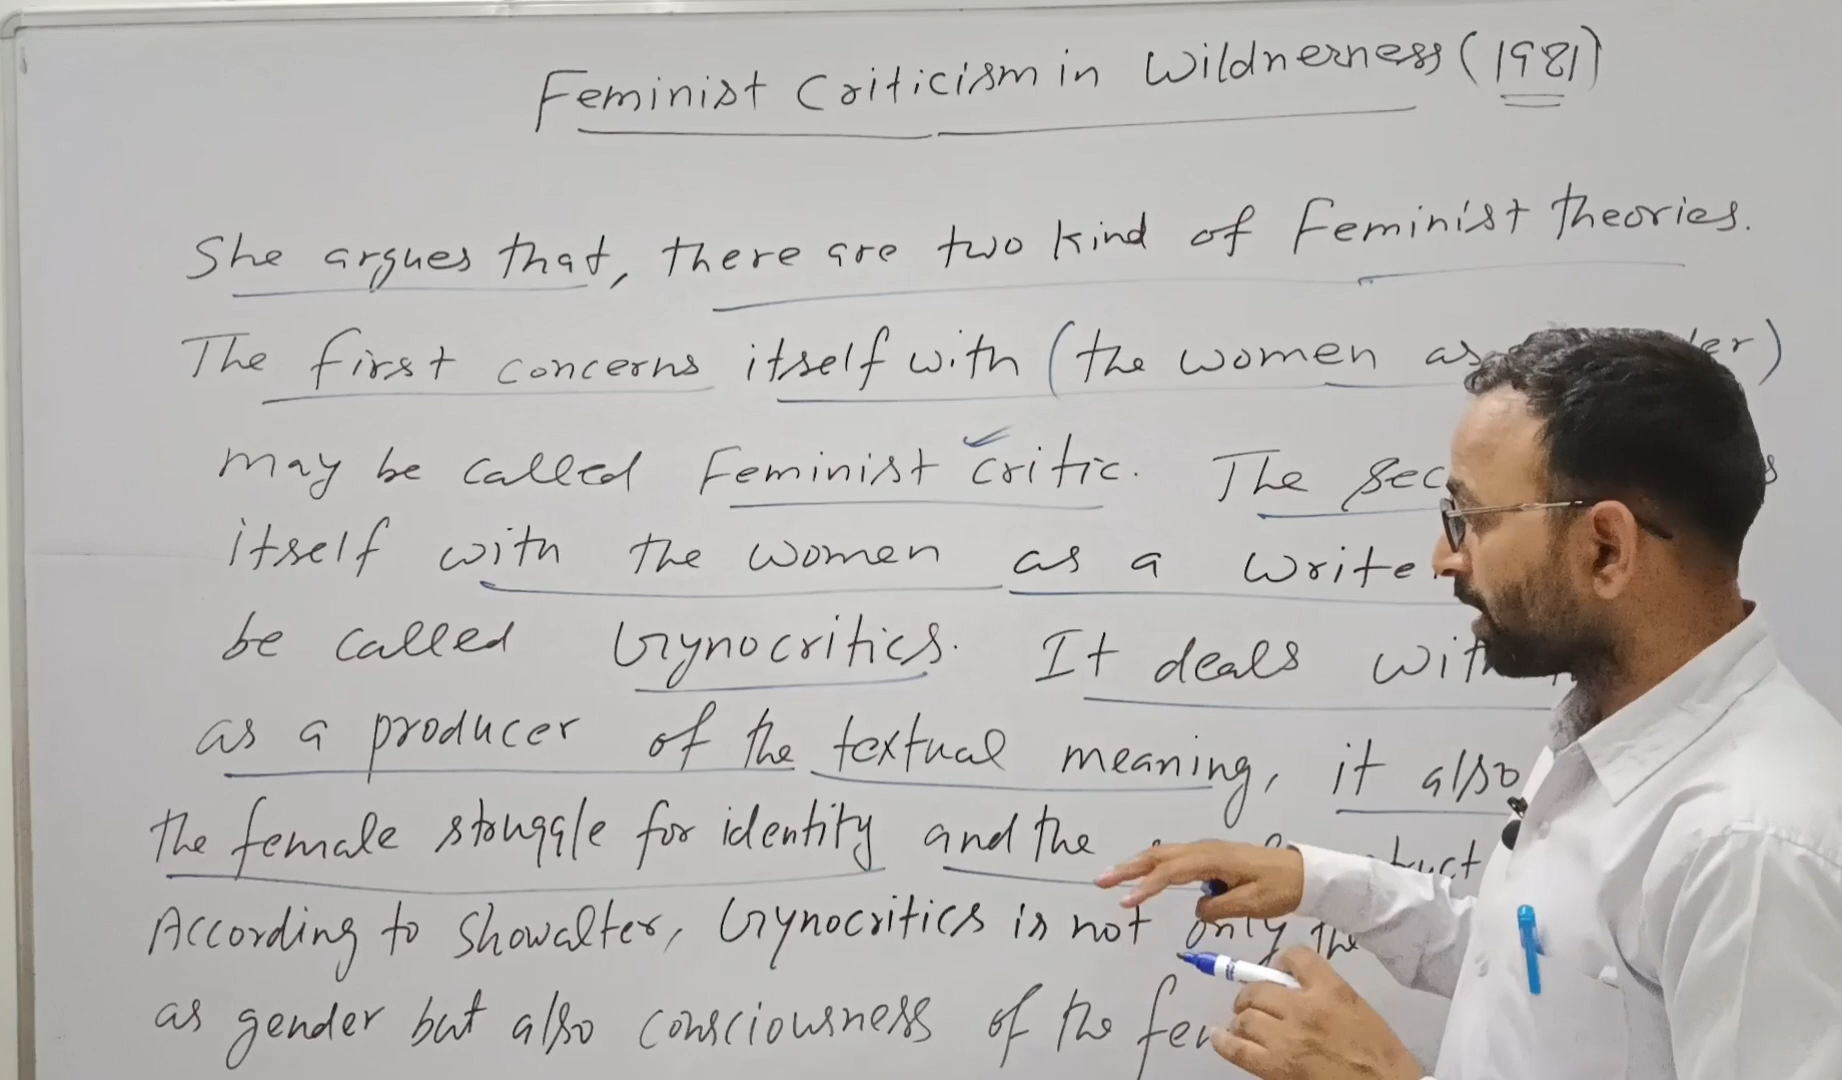 Feminist Criticism in Wildnerness (1981)
She argues that, there are two kind of Feminist theories.
The first concerns itself with (the women as
may be called Feminist critic. The
itself with the women as a
be called Gynocritics. It deals
as a producer of the textual meaning, it also
the female struggle for identity and the
According to Showalter, Gynocritics is not only the
as gender but also consciousness of the